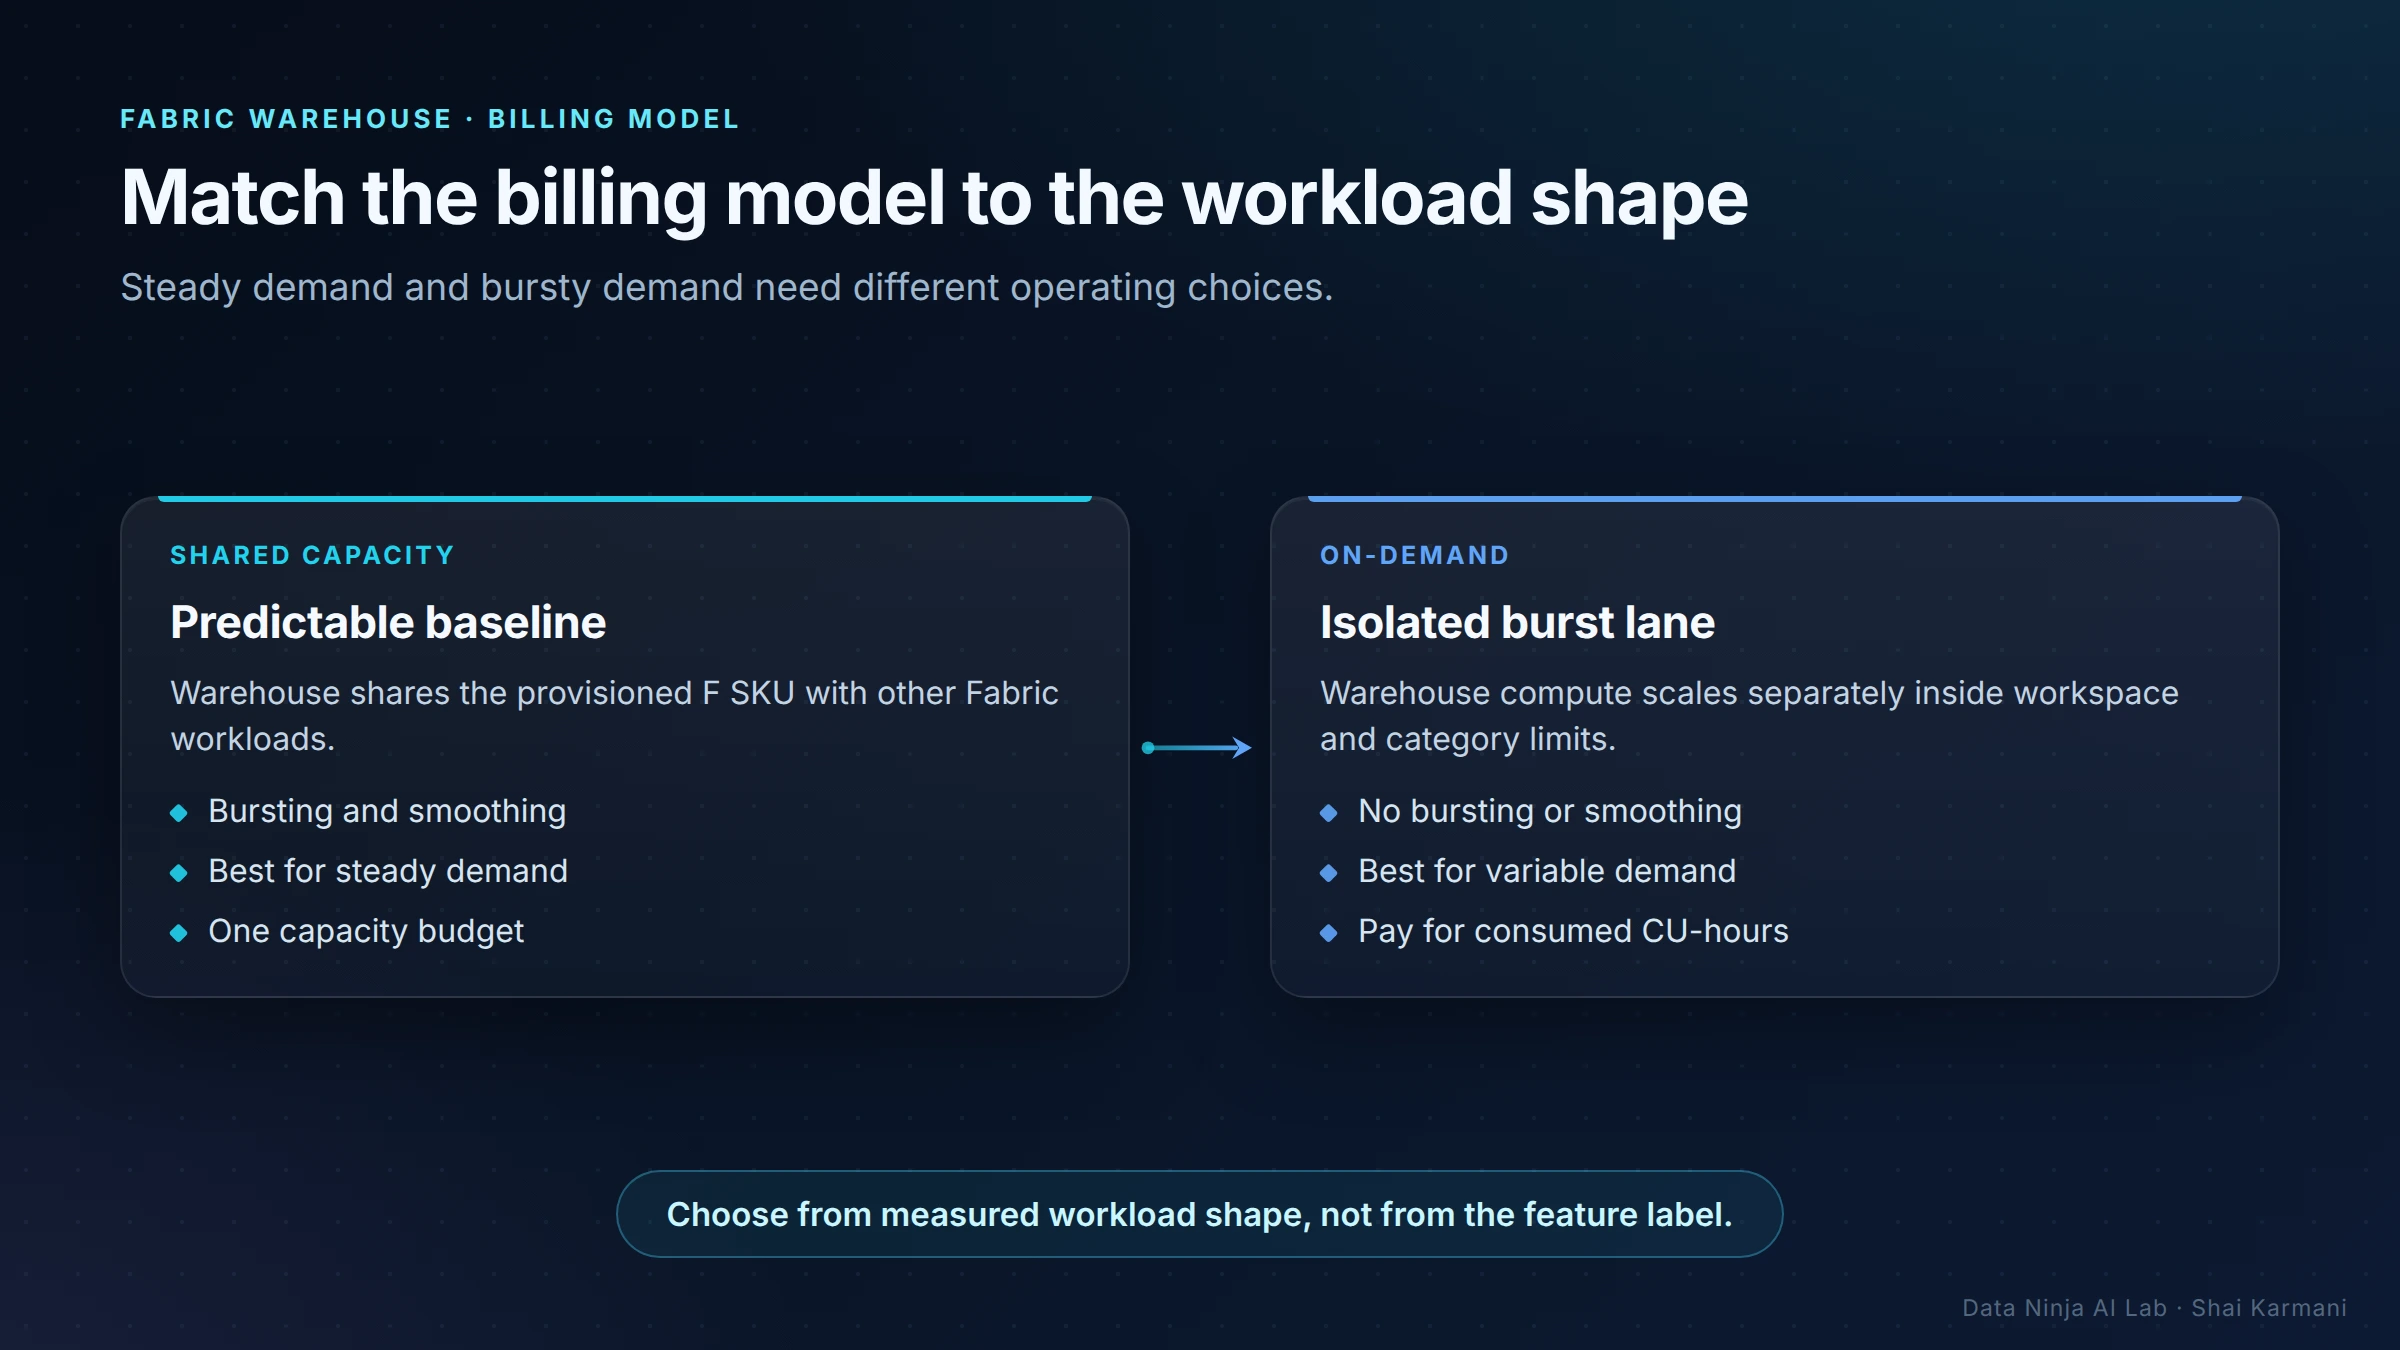 FABRIC WAREHOUSE · BILLING MODEL
Match the billing model to the workload shape
Steady demand and bursty demand need different operating choices.
SHARED CAPACITY
Predictable baseline
Warehouse shares the provisioned F SKU with other Fabric
workloads.
Bursting and smoothing
Best for steady demand
One capacity budget
ON-DEMAND
Isolated burst lane
Warehouse compute scales separately inside workspace
and category limits.
No bursting or smoothing
Best for variable demand
Pay for consumed CU-hours
Choose from measured workload shape, not from the feature label.
Data Ninja AI Lab · Shai Karmani